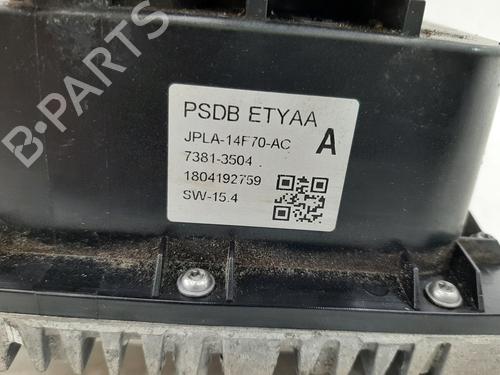 PSDB ETYAA
JPLA-14F70-AC A
7381-3504
1804192759
SW-15.4
B-PARTS